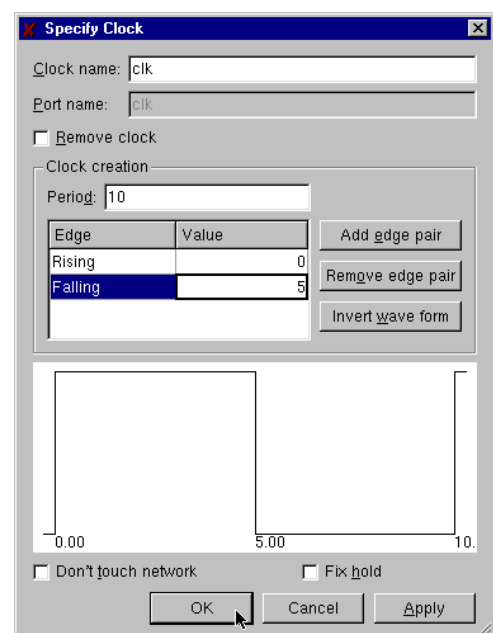 Specify Clock
Clock name: clk
Port name: clk
Remove clock
Clock creation
Period: 10
Edge Value
Rising 0
Falling 5
Add edge pair
Remove edge pair
Invert wave form
0.00 5.00 10.
Don't touch network Fix hold
OK Cancel Apply